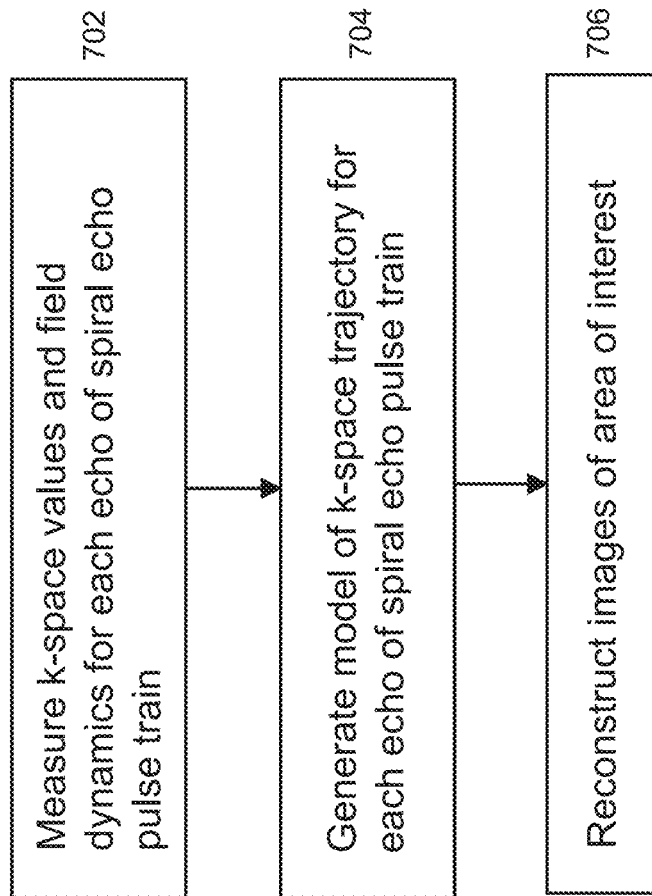 Measure k-space values and field
dynamics for each echo of spiral echo
pulse train
702
Generate model of k-space trajectory for
each echo of spiral echo pulse train
704
Reconstruct images of area of interest
706